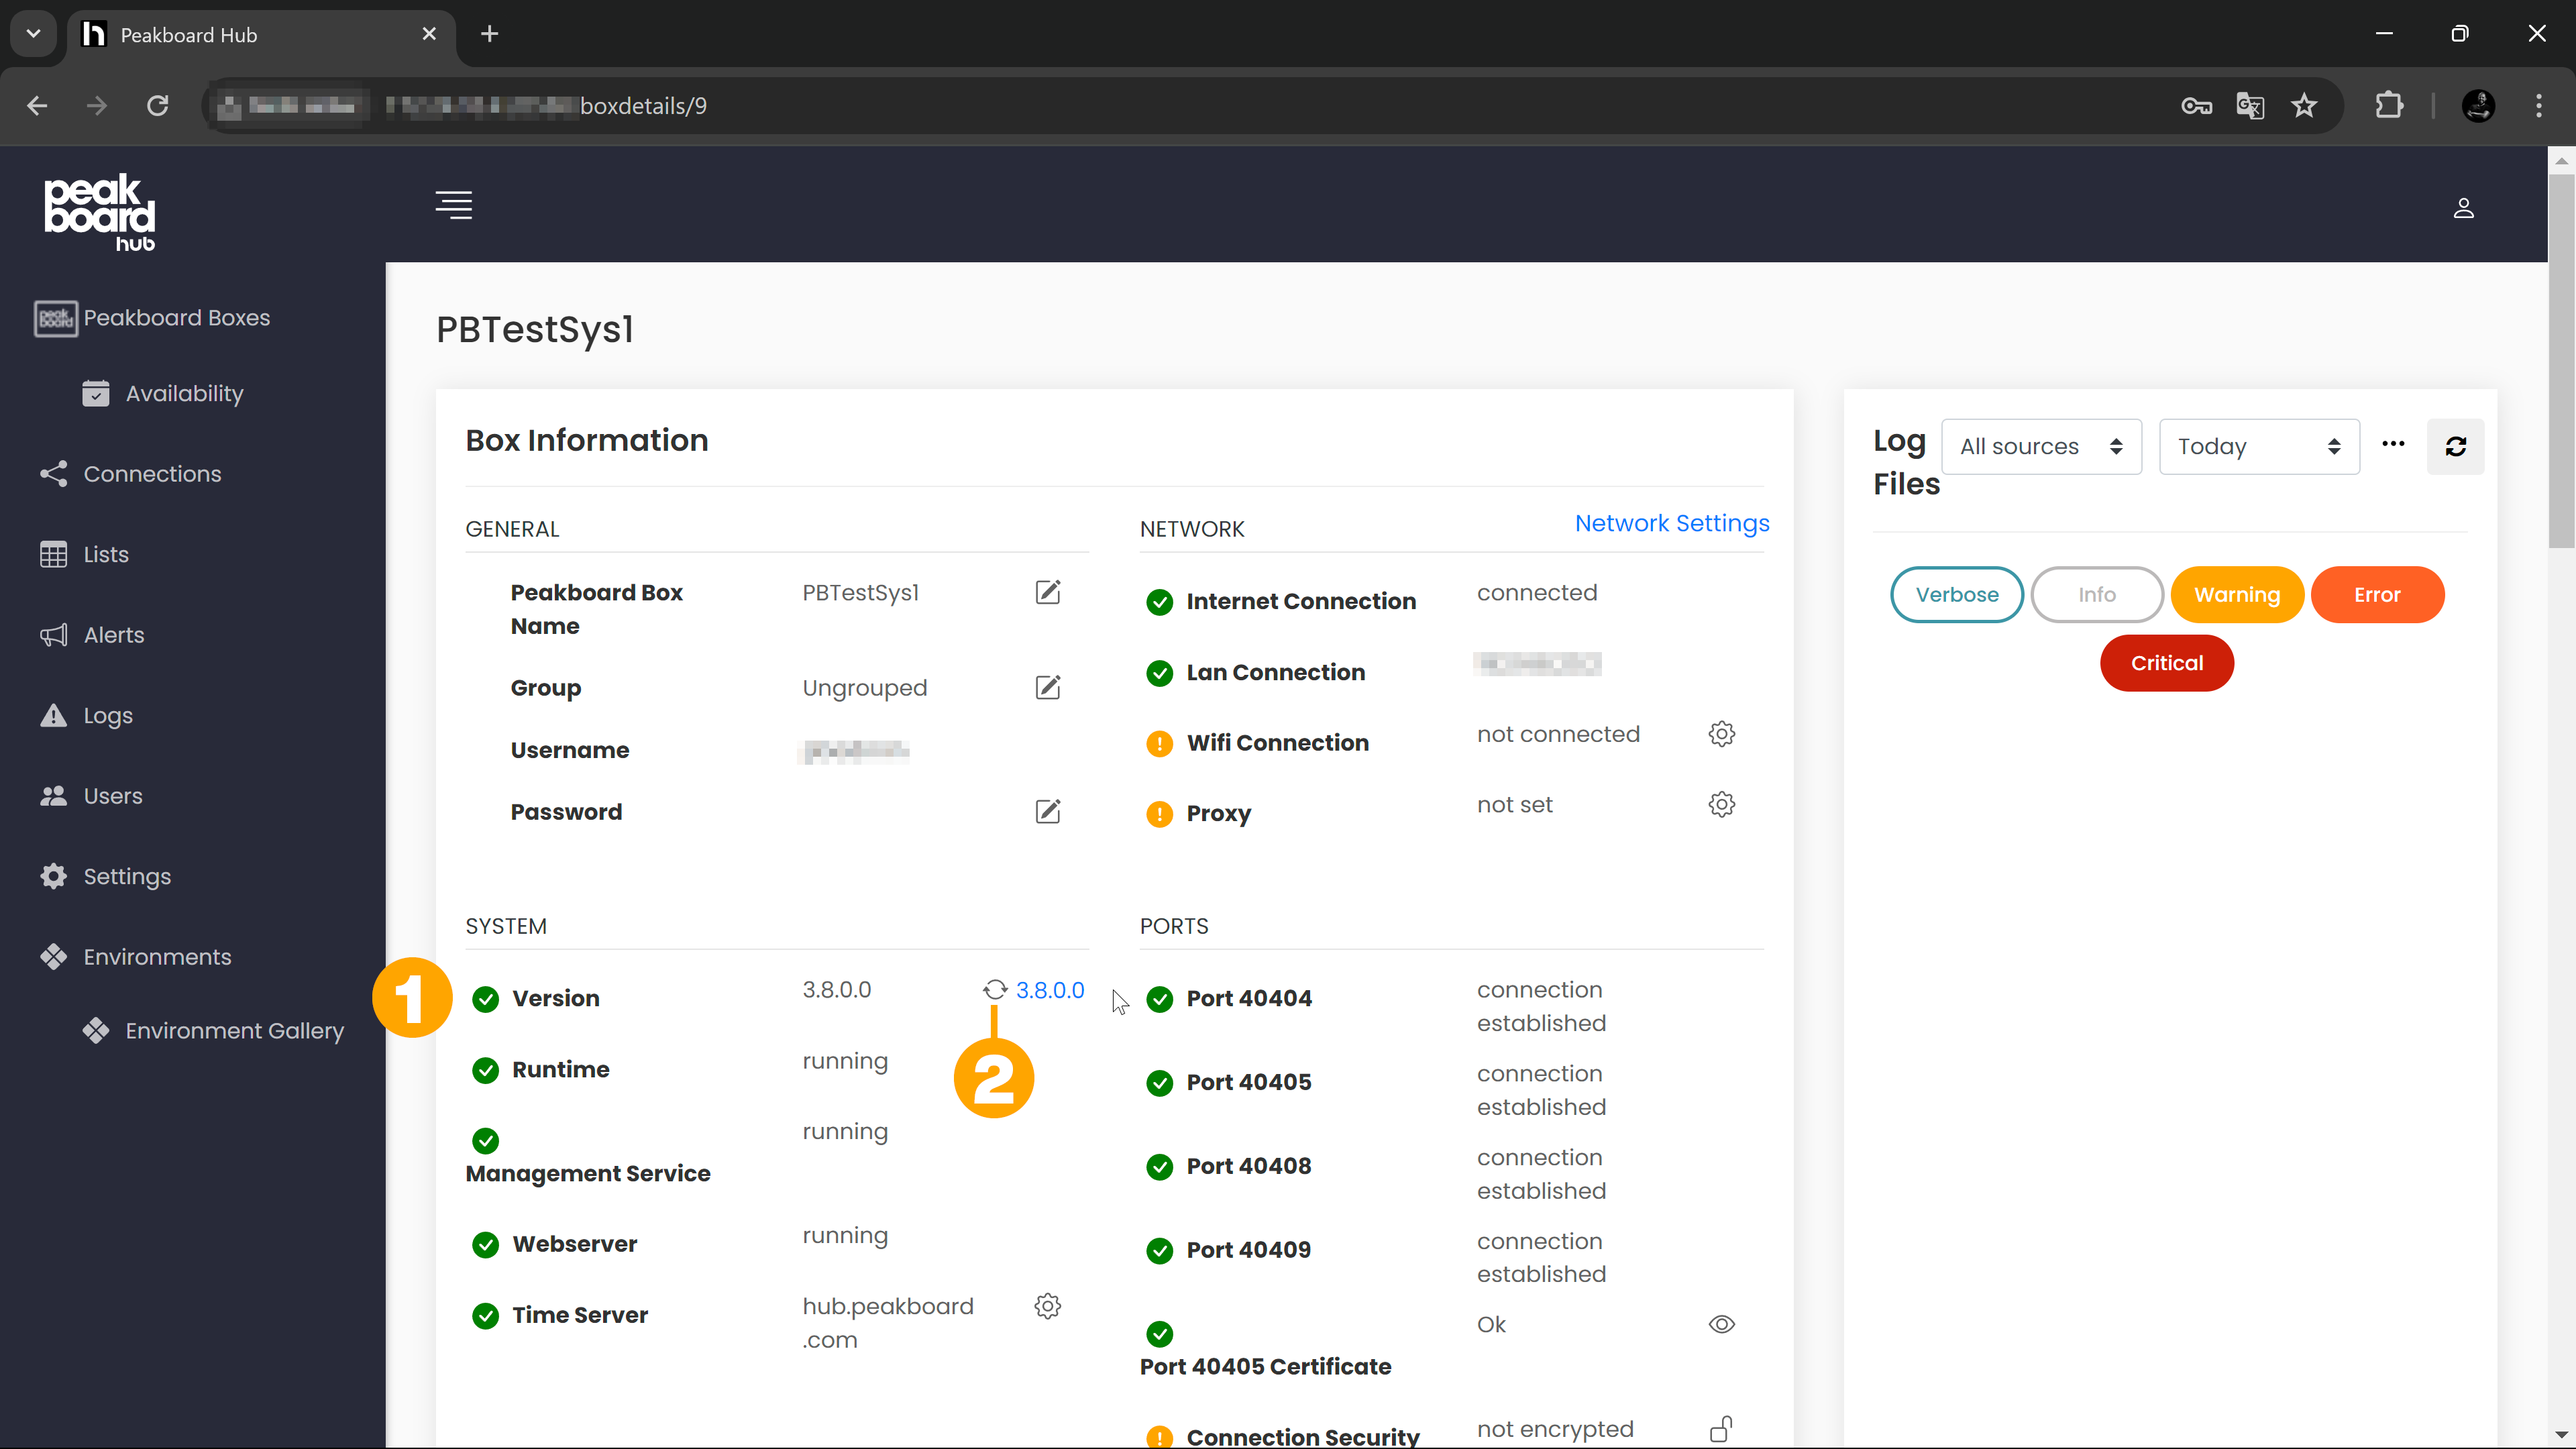 Peakboard Hub
boxdetails/9
peak
board
hub
Peakboard Boxes
Availability
Connections
Lists
Alerts
Logs
Users
Settings
Environments
Environment Gallery
PBTestSys1
Box Information
GENERAL
Peakboard Box
Name
PBTestSys1
Group
Ungrouped
Username
Password
NETWORK
Network Settings
Internet Connection
connected
Lan Connection
Wifi Connection
not connected
Proxy
not set
SYSTEM
1
Version
3.8.0.0
3.8.0.0
2
Runtime
running
Management Service
running
Webserver
running
Time Server
hub.peakboard
.com
PORTS
Port 40404
connection
established
Port 40405
connection
established
Port 40408
connection
established
Port 40409
connection
established
Port 40405 Certificate
Ok
Connection Security
not encrypted
Log
Files
All sources
Today
Verbose
Info
Warning
Error
Critical